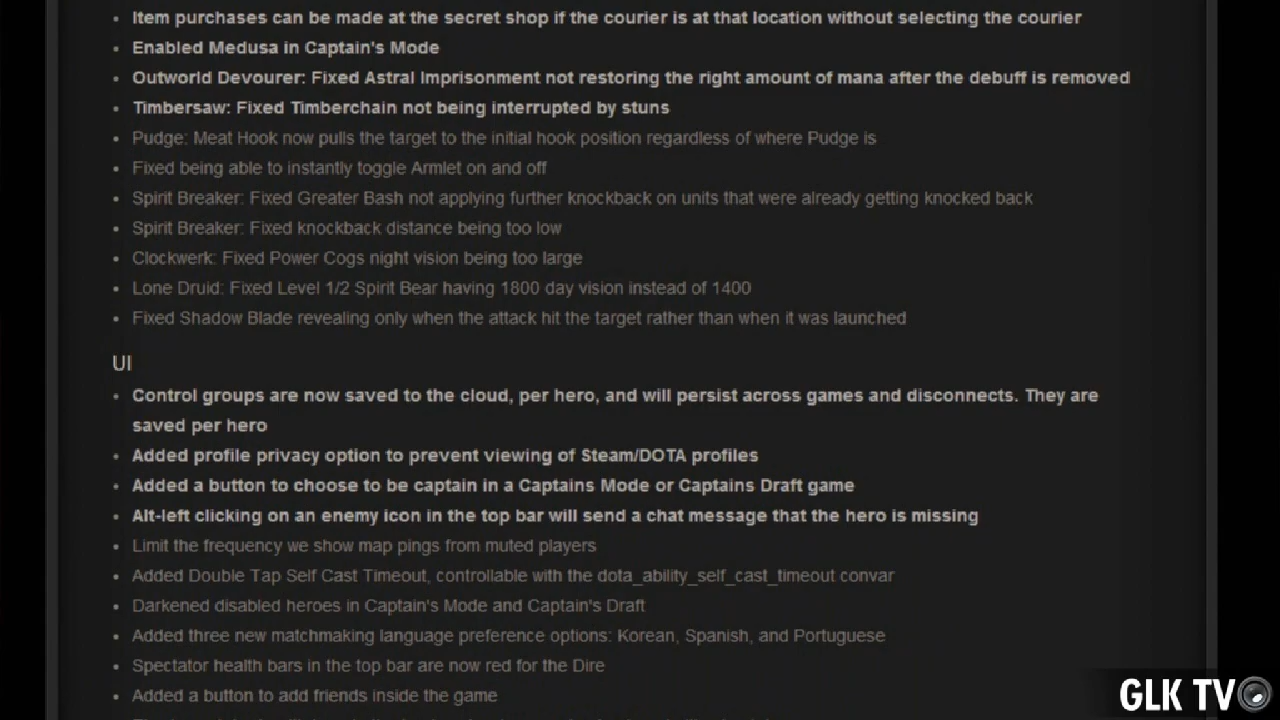 Item purchases can be made at the secret shop if the courier is at that location without selecting the courier
Enabled Medusa in Captain's Mode
Outworld Devourer: Fixed Astral Imprisonment not restoring the right amount of mana after the debuff is removed
Timbersaw: Fixed Timberchain not being interrupted by stuns
Pudge: Meat Hook now pulls the target to the initial hook position regardless of where Pudge is
Fixed being able to instantly toggle Armlet on and off
Spirit Breaker: Fixed Greater Bash not applying further knockback on units that were already getting knocked back
Spirit Breaker: Fixed knockback distance being too low
Clockwerk: Fixed Power Cogs night vision being too large
Lone Druid: Fixed Level 1/2 Spirit Bear having 1800 day vision instead of 1400
Fixed Shadow Blade revealing only when the attack hit the target rather than when it was launched
UI
Control groups are now saved to the cloud, per hero, and will persist across games and disconnects. They are
saved per hero
Added profile privacy option to prevent viewing of Steam/DOTA profiles
Added a button to choose to be captain in a Captains Mode or Captains Draft game
Alt-left clicking on an enemy icon in the top bar will send a chat message that the hero is missing
Limit the frequency we show map pings from muted players
Added Double Tap Self Cast Timeout, controllable with the dota_ability_self_cast_timeout convar
Darkened disabled heroes in Captain's Mode and Captain's Draft
Added three new matchmaking language preference options: Korean, Spanish, and Portuguese
Spectator health bars in the top bar are now red for the Dire
Added a button to add friends inside the game
GLK TV